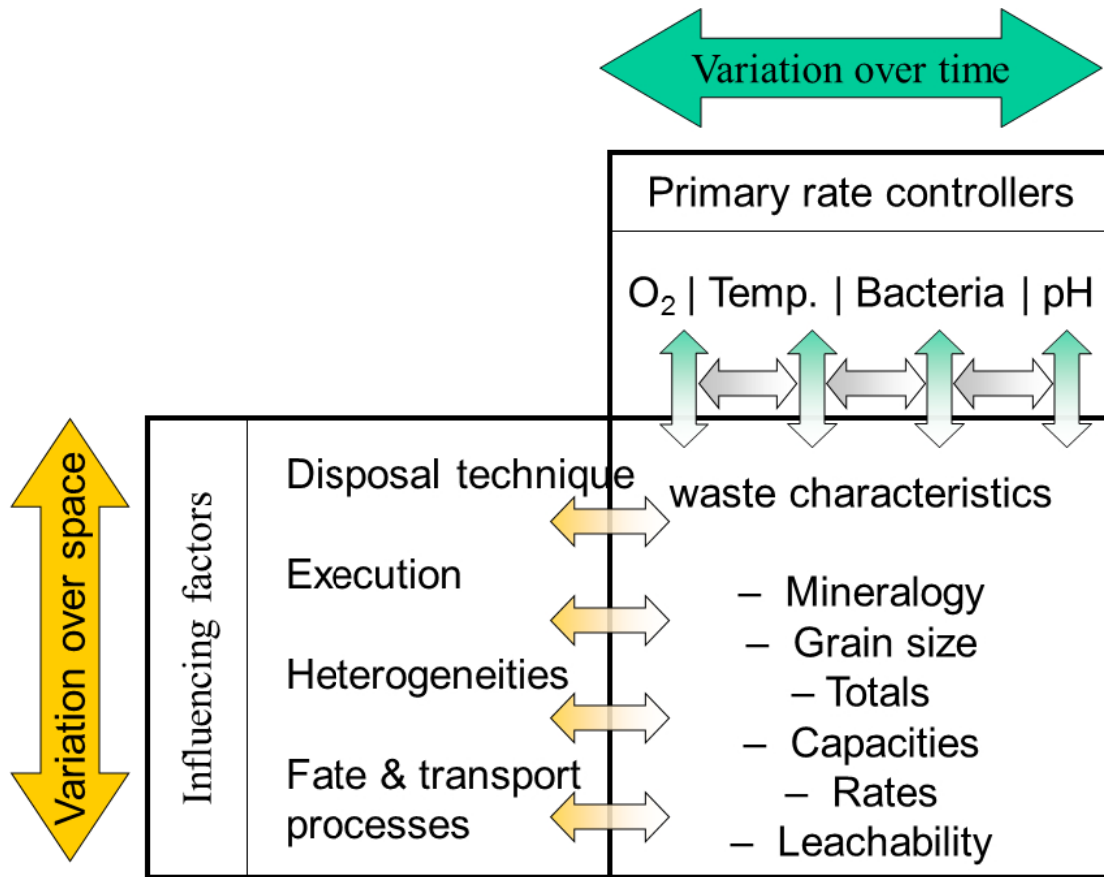 Variation over time
Primary rate controllers
O₂ | Temp. | Bacteria | pH
Variation over space
Influencing factors
Disposal technique
Execution
Heterogeneities
Fate & transport
processes
waste characteristics
– Mineralogy
– Grain size
– Totals
– Capacities
– Rates
– Leachability